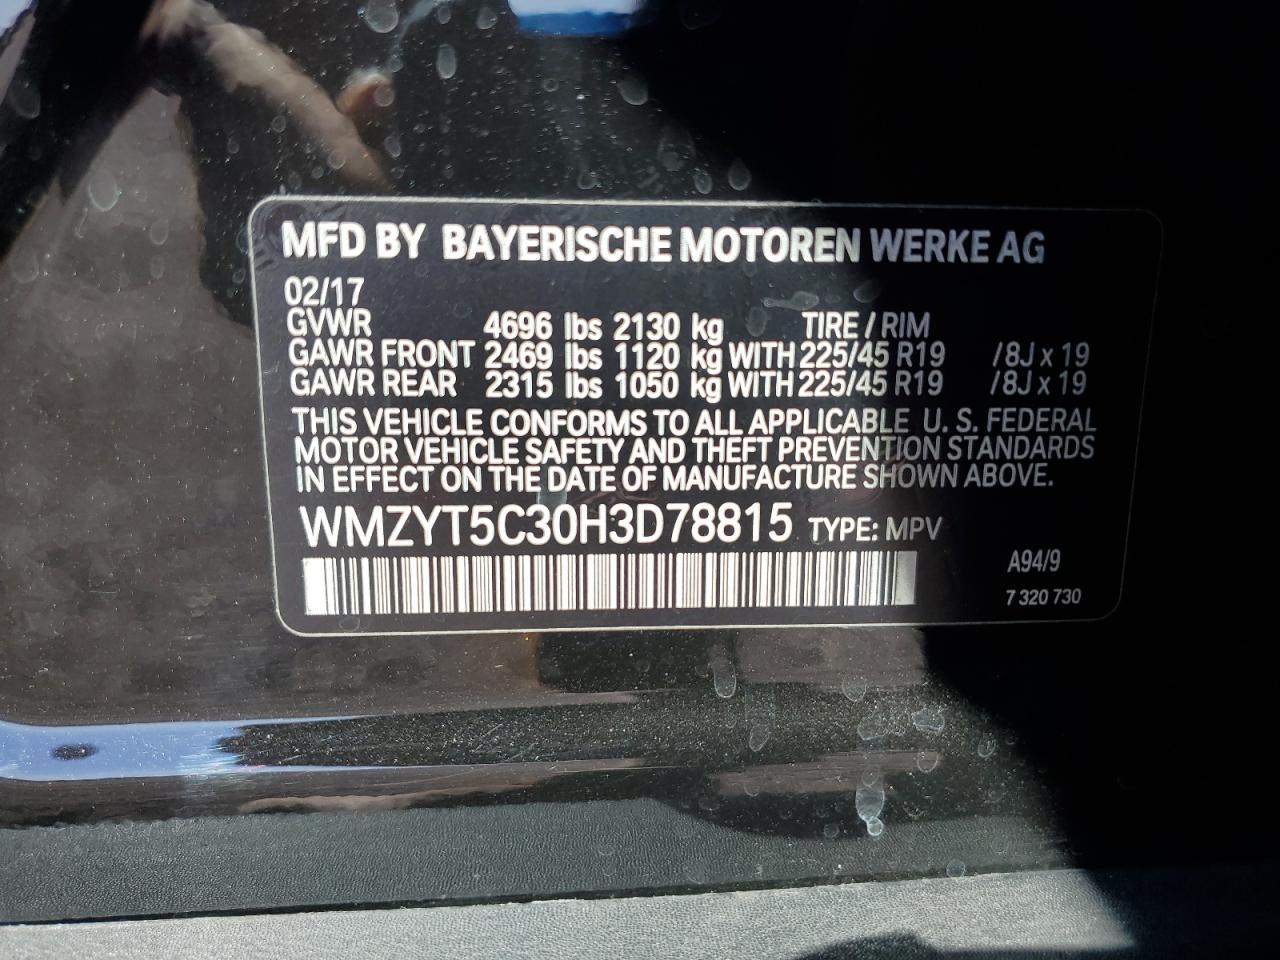 MFD BY BAYERISCHE MOTOREN WERKE AG
02/17
GVWR 4696 lbs 2130 kg TIRE / RIM
GAWR FRONT 2469 lbs 1120 kg WITH 225/45 R19 /8J x 19
GAWR REAR 2315 lbs 1050 kg WITH 225/45 R19 /8J x 19
THIS VEHICLE CONFORMS TO ALL APPLICABLE U. S. FEDERAL
MOTOR VEHICLE SAFETY AND THEFT PREVENTION STANDARDS
IN EFFECT ON THE DATE OF MANUFACTURE SHOWN ABOVE.
WMZYT5C30H3D78815 TYPE: MPV
A94/9
7 320 730